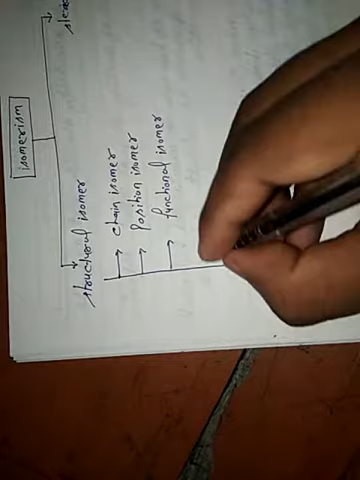 isomerism
structural isomer
chain isomer
position isomer
functional isomer